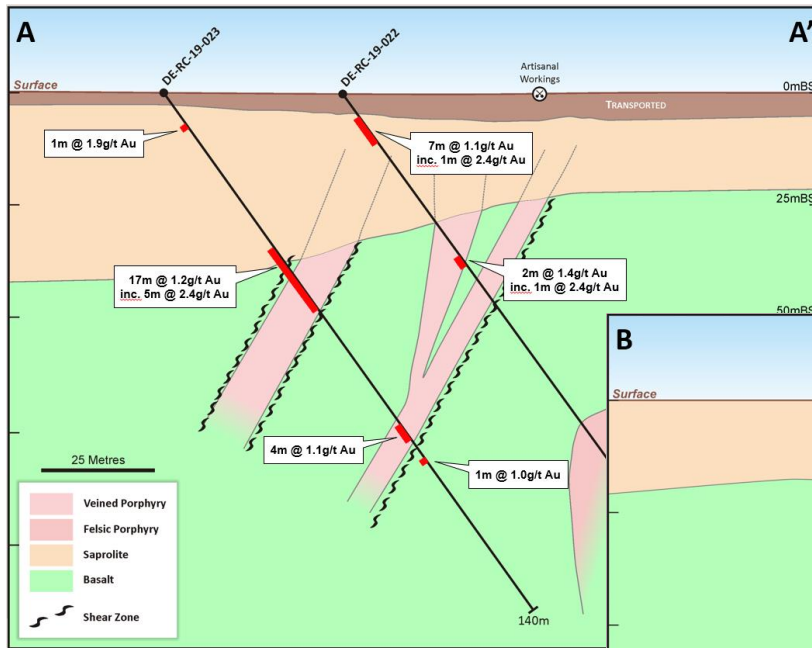 A
A'
DE-RC-19-023
DE-RC-19-022
Artisanal
Workings
Surface
0mBS
TRANSPORTED
1m @ 1.9g/t Au
7m @ 1.1g/t Au
inc. 1m @ 2.4g/t Au
25mBS
17m @ 1.2g/t Au
inc. 5m @ 2.4g/t Au
2m @ 1.4g/t Au
inc. 1m @ 2.4g/t Au
50mBS
B
Surface
4m @ 1.1g/t Au
1m @ 1.0g/t Au
25 Metres
Veined Porphyry
Felsic Porphyry
Saprolite
Basalt
Shear Zone
140m